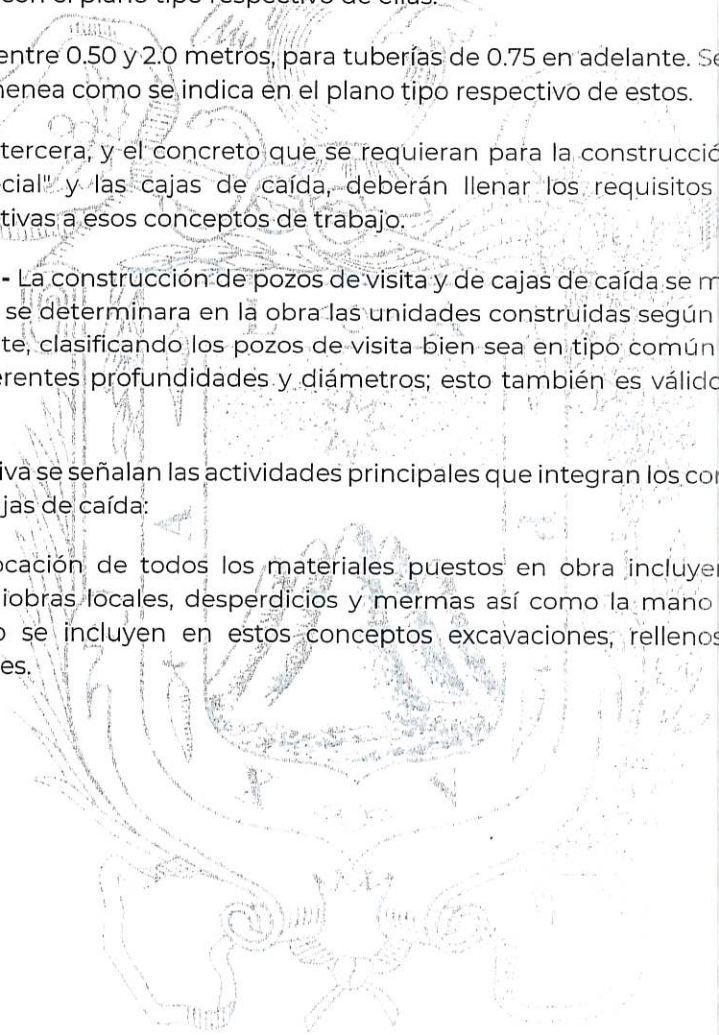 con el plano tipo respectivo de ellas.
entre 0.50 y 2.0 metros, para tuberías de 0.75 en adelante. Se
enea como se indica en el plano tipo respectivo de estos.
tercera, y el concreto que se requieran para la construcció
cial" y las cajas de caída, deberán llenar los requisitos
tivas a esos conceptos de trabajo.
- La construcción de pozos de visita y de cajas de caída se m
se determinara en la obra las unidades construidas según
te, clasificando los pozos de visita bien sea en tipo común
erentes profundidades y diámetros; esto también es válido
iva se señalan las actividades principales que integran los con
jas de caída:
ocación de todos los materiales puestos en obra incluyen
iobras locales, desperdicios y mermas así como la mano
o se incluyen en estos conceptos excavaciones, rellenos
es.